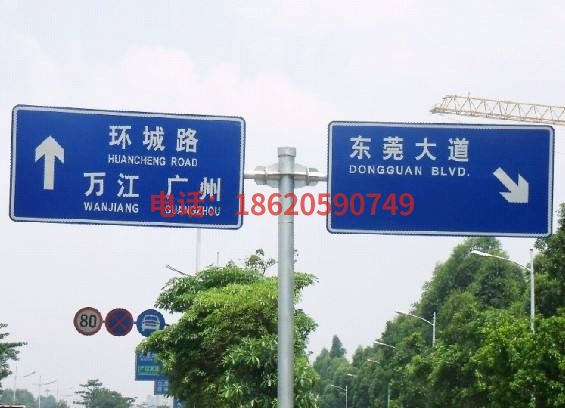 环城路
HUANCHENG ROAD
万江 广州
WANJIANG GUANGZHOU
东莞大道
DONGGUAN BLVD.
电话：18620590749
80